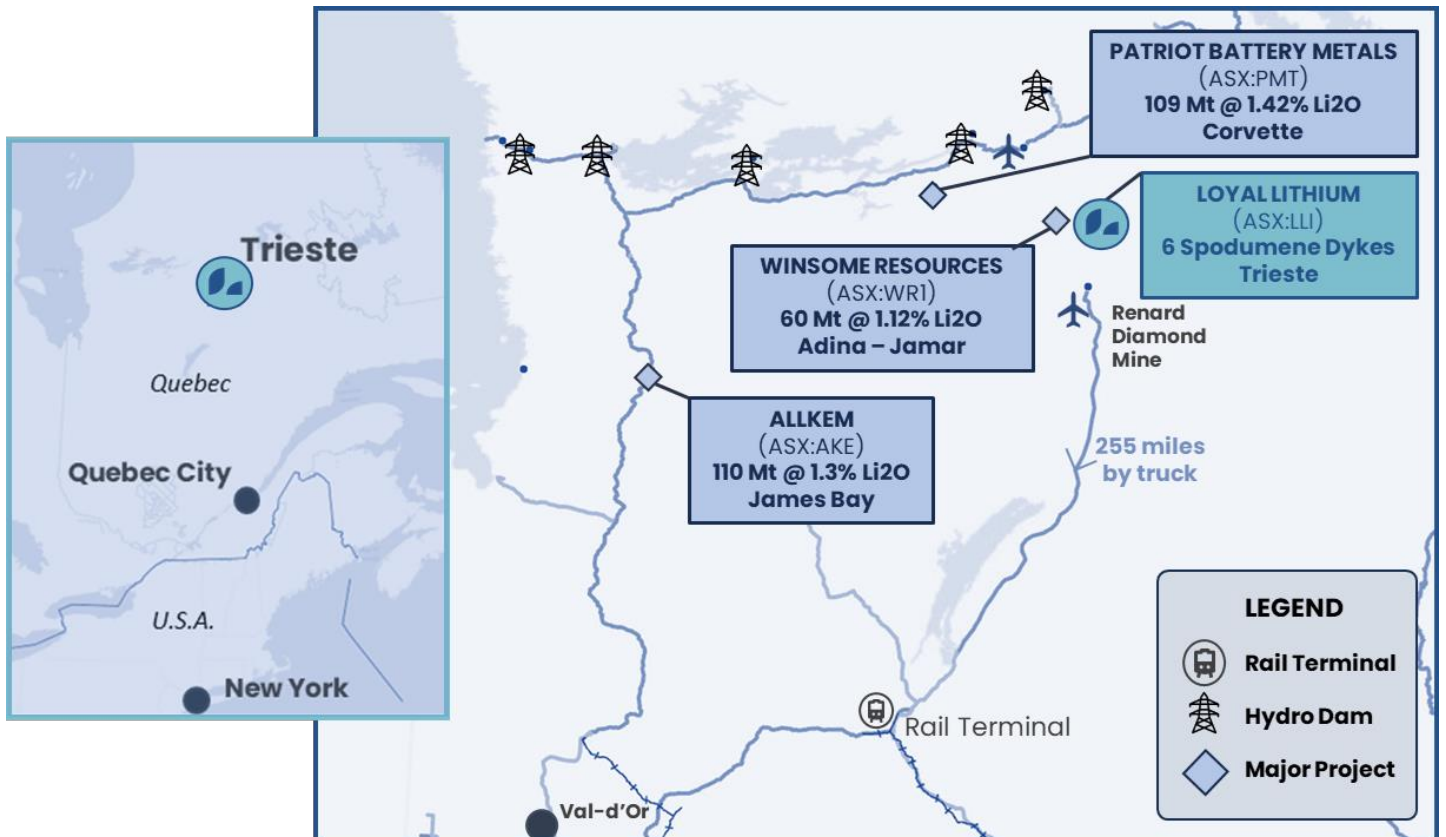 Trieste
Quebec
Quebec City
U.S.A.
New York
PATRIOT BATTERY METALS
(ASX:PMT)
109 Mt @ 1.42% Li2O
Corvette
LOYAL LITHIUM
(ASX:LLI)
6 Spodumene Dykes
Trieste
WINSOME RESOURCES
(ASX:WR1)
60 Mt @ 1.12% Li2O
Adina – Jamar
Renard
Diamond
Mine
ALLKEM
(ASX:AKE)
110 Mt @ 1.3% Li2O
James Bay
255 miles
by truck
Rail Terminal
Val-d'Or
LEGEND
Rail Terminal
Hydro Dam
Major Project